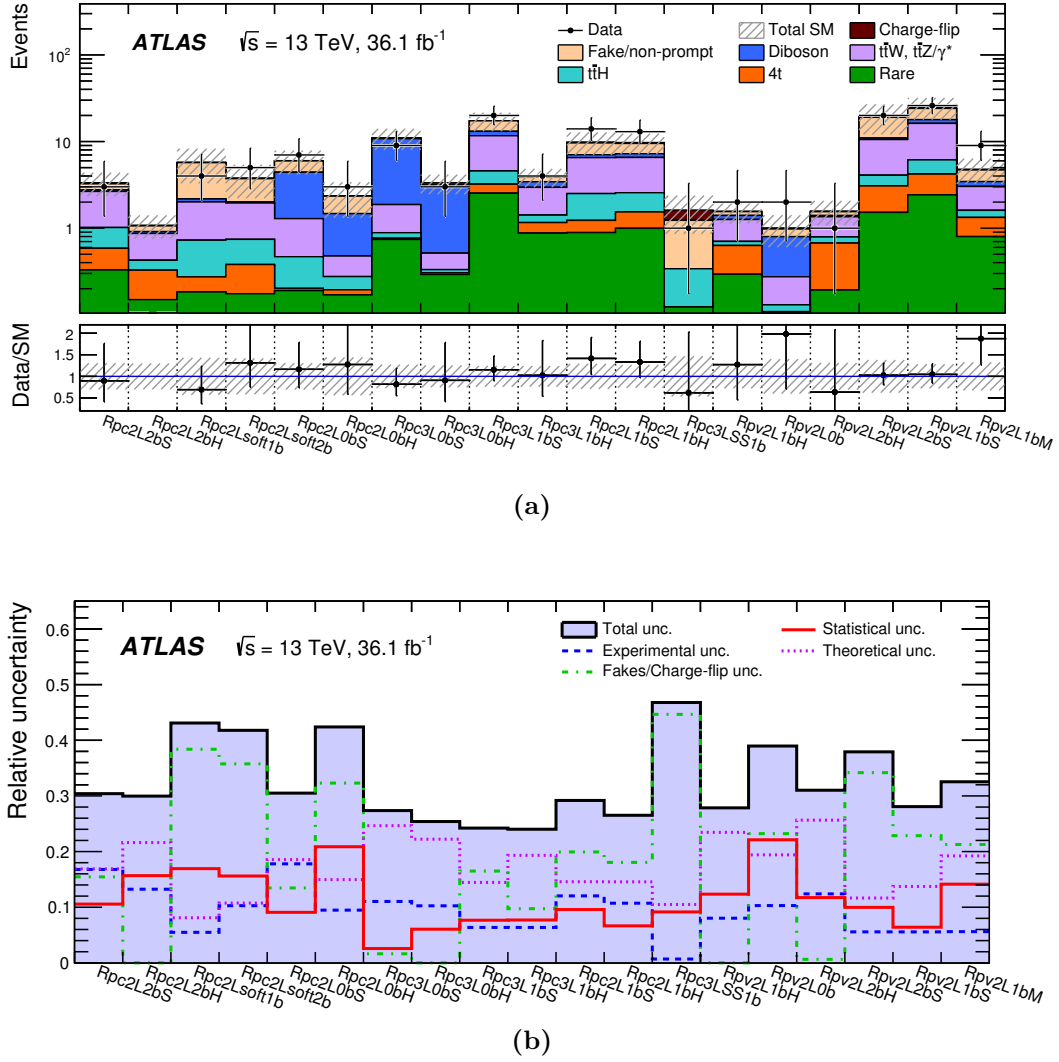 Events
ATLAS √s = 13 TeV, 36.1 fb⁻¹
Data Total SM Charge-flip
Fake/non-prompt Diboson tt̄W, tt̄Z/γ*
tt̄H 4t Rare
10²
10
1
Data/SM
2
1.5
1
0.5
Rpc2L2bS Rpc2L2bH Rpc2Lsoft1b Rpc2Lsoft2b Rpc2L0bS Rpc2L0bH Rpc3L0bS Rpc3L0bH Rpc3L1bS Rpc3L1bH Rpc2L1bS Rpc2L1bH Rpc3LSS1b Rpv2L1bH Rpv2L0b Rpv2L2bH Rpv2L2bS Rpv2L1bS Rpv2L1bM
(a)
Relative uncertainty
ATLAS √s = 13 TeV, 36.1 fb⁻¹
Total unc. Statistical unc.
Experimental unc. Theoretical unc.
Fakes/Charge-flip unc.
0.6
0.5
0.4
0.3
0.2
0.1
0
Rpc2L2bS Rpc2L2bH Rpc2Lsoft1b Rpc2Lsoft2b Rpc2L0bS Rpc2L0bH Rpc3L0bS Rpc3L0bH Rpc3L1bS Rpc3L1bH Rpc2L1bS Rpc2L1bH Rpc3LSS1b Rpv2L1bH Rpv2L0b Rpv2L2bH Rpv2L2bS Rpv2L1bS Rpv2L1bM
(b)